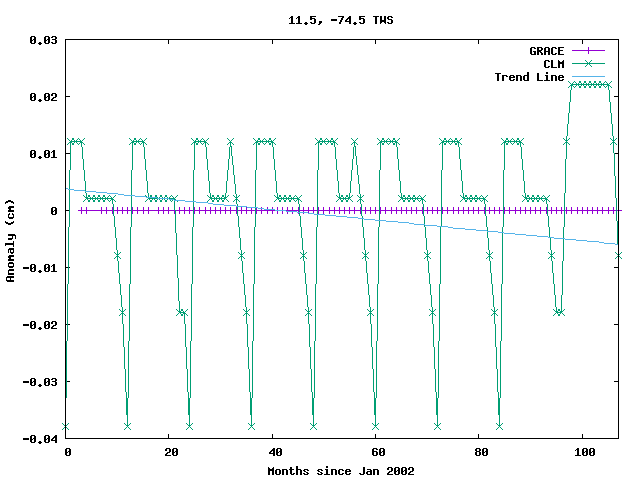 11.5, -74.5 TWS
GRACE
CLM
Trend Line
0.03
0.02
0.01
0
-0.01
-0.02
-0.03
-0.04
Anomaly (cm)
0 20 40 60 80 100
Months since Jan 2002